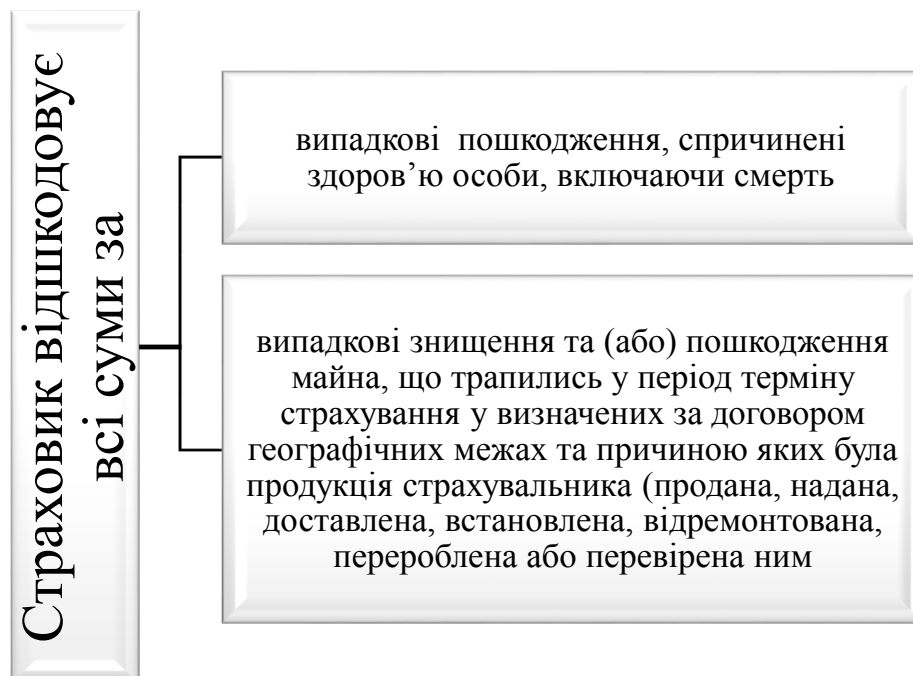 Страховик відшкодовує
всі суми за
випадкові  пошкодження, спричинені
здоров’ю особи, включаючи смерть
випадкові знищення та (або) пошкодження
майна, що трапились у період терміну
страхування у визначених за договором
географічних межах та причиною яких була
продукція страхувальника (продана, надана,
доставлена, встановлена, відремонтована,
перероблена або перевірена ним